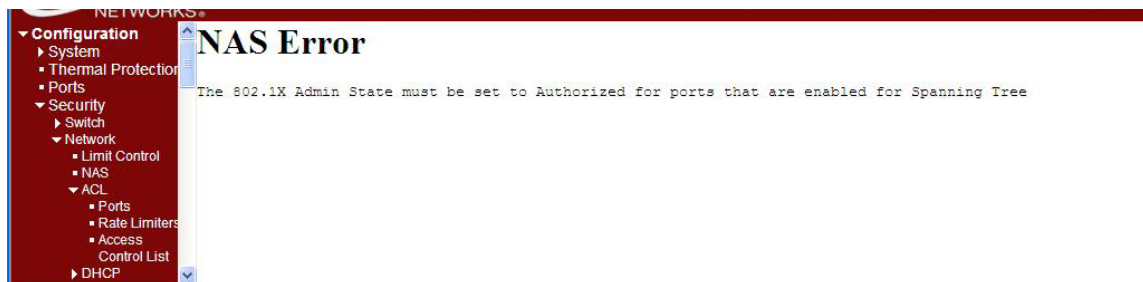 NETWORKS®
Configuration
System
Thermal Protection
Ports
Security
Switch
Network
Limit Control
NAS
ACL
Ports
Rate Limiters
Access
Control List
DHCP
NAS Error
The 802.1X Admin State must be set to Authorized for ports that are enabled for Spanning Tree